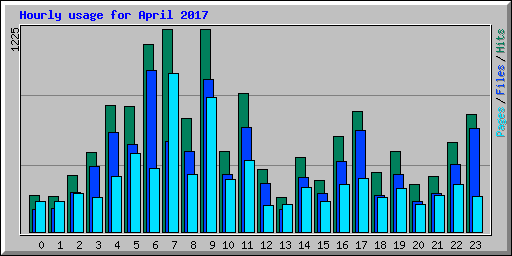 Hourly usage for April 2017
1225
Pages / Files / Hits
0 1 2 3 4 5 6 7 8 9 10 11 12 13 14 15 16 17 18 19 20 21 22 23